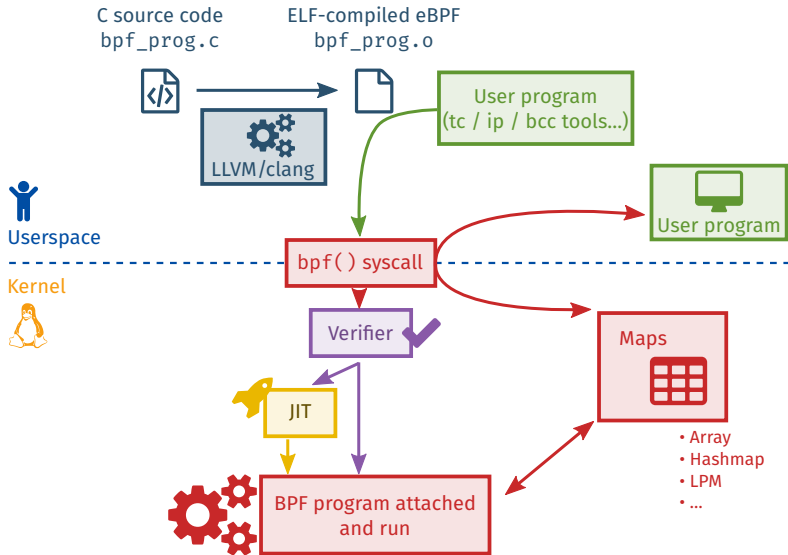 C source code
bpf_prog.c
ELF-compiled eBPF
bpf_prog.o
</>
LLVM/clang
User program
(tc / ip / bcc tools...)
User program
Userspace
bpf() syscall
Kernel
Verifier
Maps
JIT
• Array
• Hashmap
• LPM
• ...
BPF program attached
and run